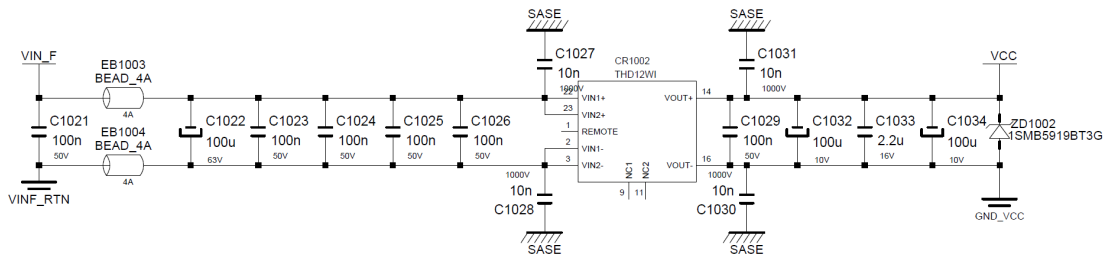 SASE
SASE
VIN_F
EB1003
BEAD_4A
4A
C1027
10n
1000V
CR1002
THD12WI
C1031
10n
1000V
VCC
C1021
100n
50V
C1022
100u
63V
C1023
100n
50V
C1024
100n
50V
C1025
100n
50V
C1026
100n
50V
EB1004
BEAD_4A
4A
VINF_RTN
22
VIN1+
23
VIN2+
1
REMOTE
2
VIN1-
3
VIN2-
VOUT+
14
VOUT-
16
NC1
NC2
9
11
C1029
100n
50V
C1032
100u
10V
C1033
2.2u
16V
C1034
100u
10V
ZD1002
1SMB5919BT3G
GND_VCC
1000V
10n
C1028
1000V
10n
C1030
SASE
SASE